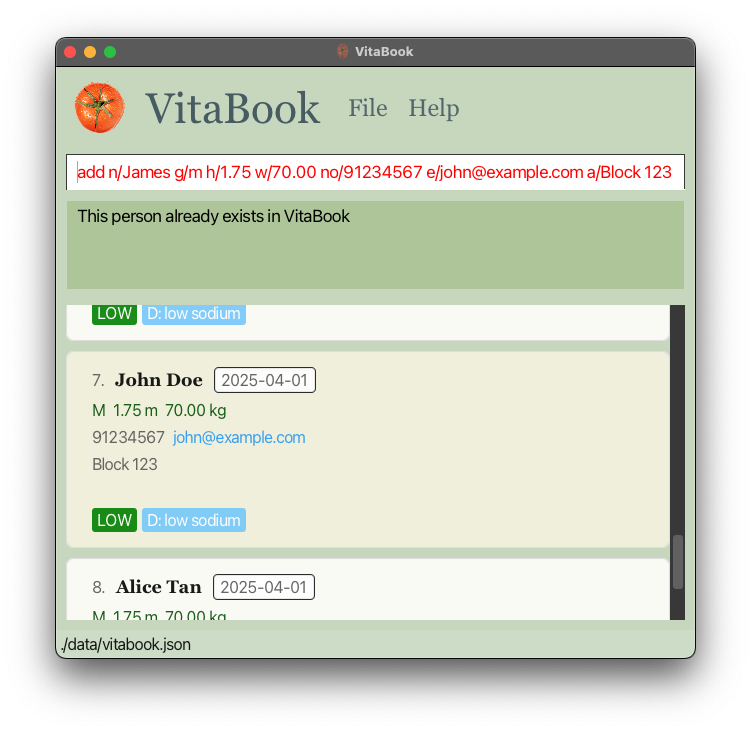 VitaBook
VitaBook File Help
add n/James g/m h/1.75 w/70.00 no/91234567 e/john@example.com a/Block 123
This person already exists in VitaBook
LOW D: low sodium
7. John Doe 2025-04-01
M 1.75 m 70.00 kg
91234567 john@example.com
Block 123
LOW D: low sodium
8. Alice Tan 2025-04-01
M 1.75 m 70.00 kg
./data/vitabook.json